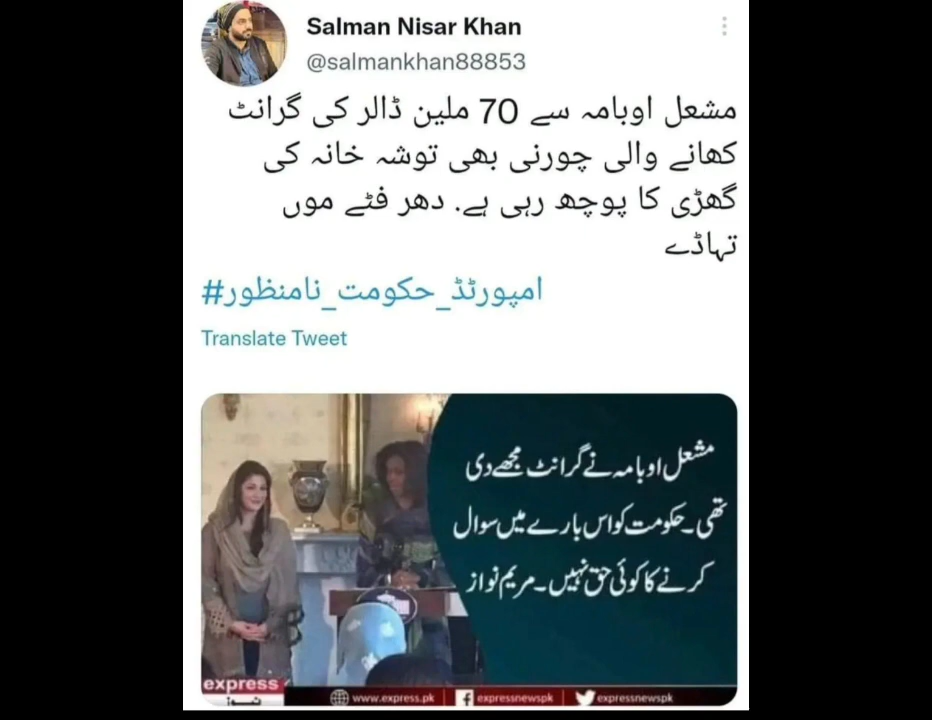 Salman Nisar Khan
@salmankhan88853
مشعل اوبامہ سے 70 ملین ڈالر کی گرانٹ
کھانے والی چورنی بھی توشہ خانہ کی
گھڑی کا پوچھ رہی ہے. دھر فٹے موں
تہاڈے
#امپورٹڈ_حکومت_نامنظور
Translate Tweet
مشعل اوبامہ نے گرانٹ مجھے دی
تھی۔ حکومت کو اس بارے میں سوال
کرنے کا کوئی حق نہیں۔ مریم نواز
express
نیوز
www.express.pk
expressnewspk
expressnewspk